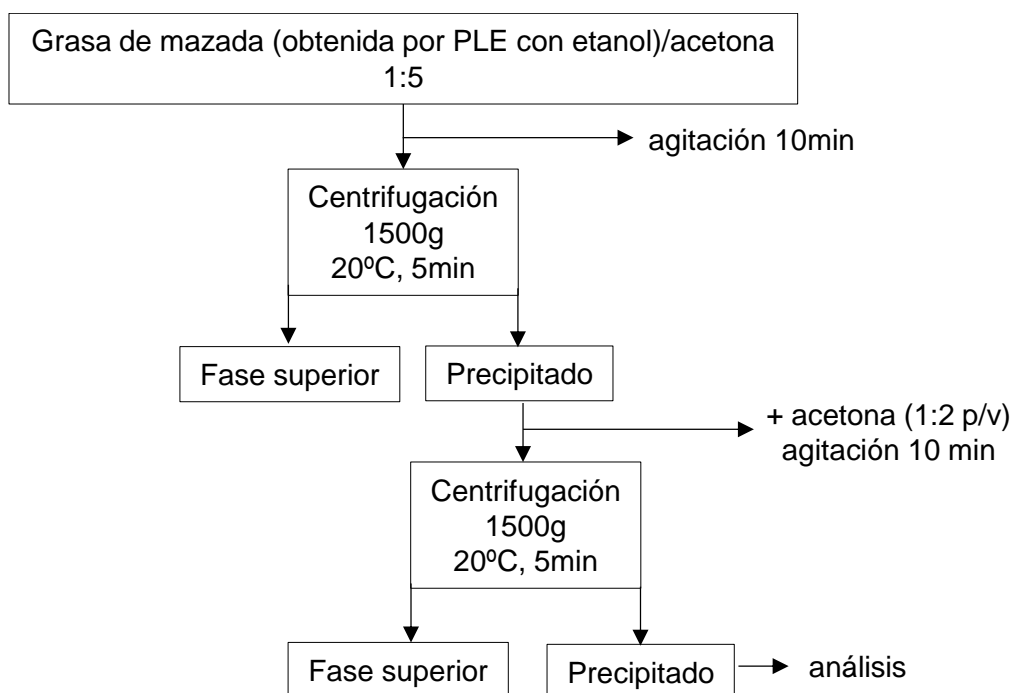 Grasa de mazada (obtenida por PLE con etanol)/acetona
1:5
agitación 10min
Centrifugación
1500g
20ºC, 5min
Fase superior
Precipitado
+ acetona (1:2 p/v)
agitación 10 min
Centrifugación
1500g
20ºC, 5min
Fase superior
Precipitado
análisis